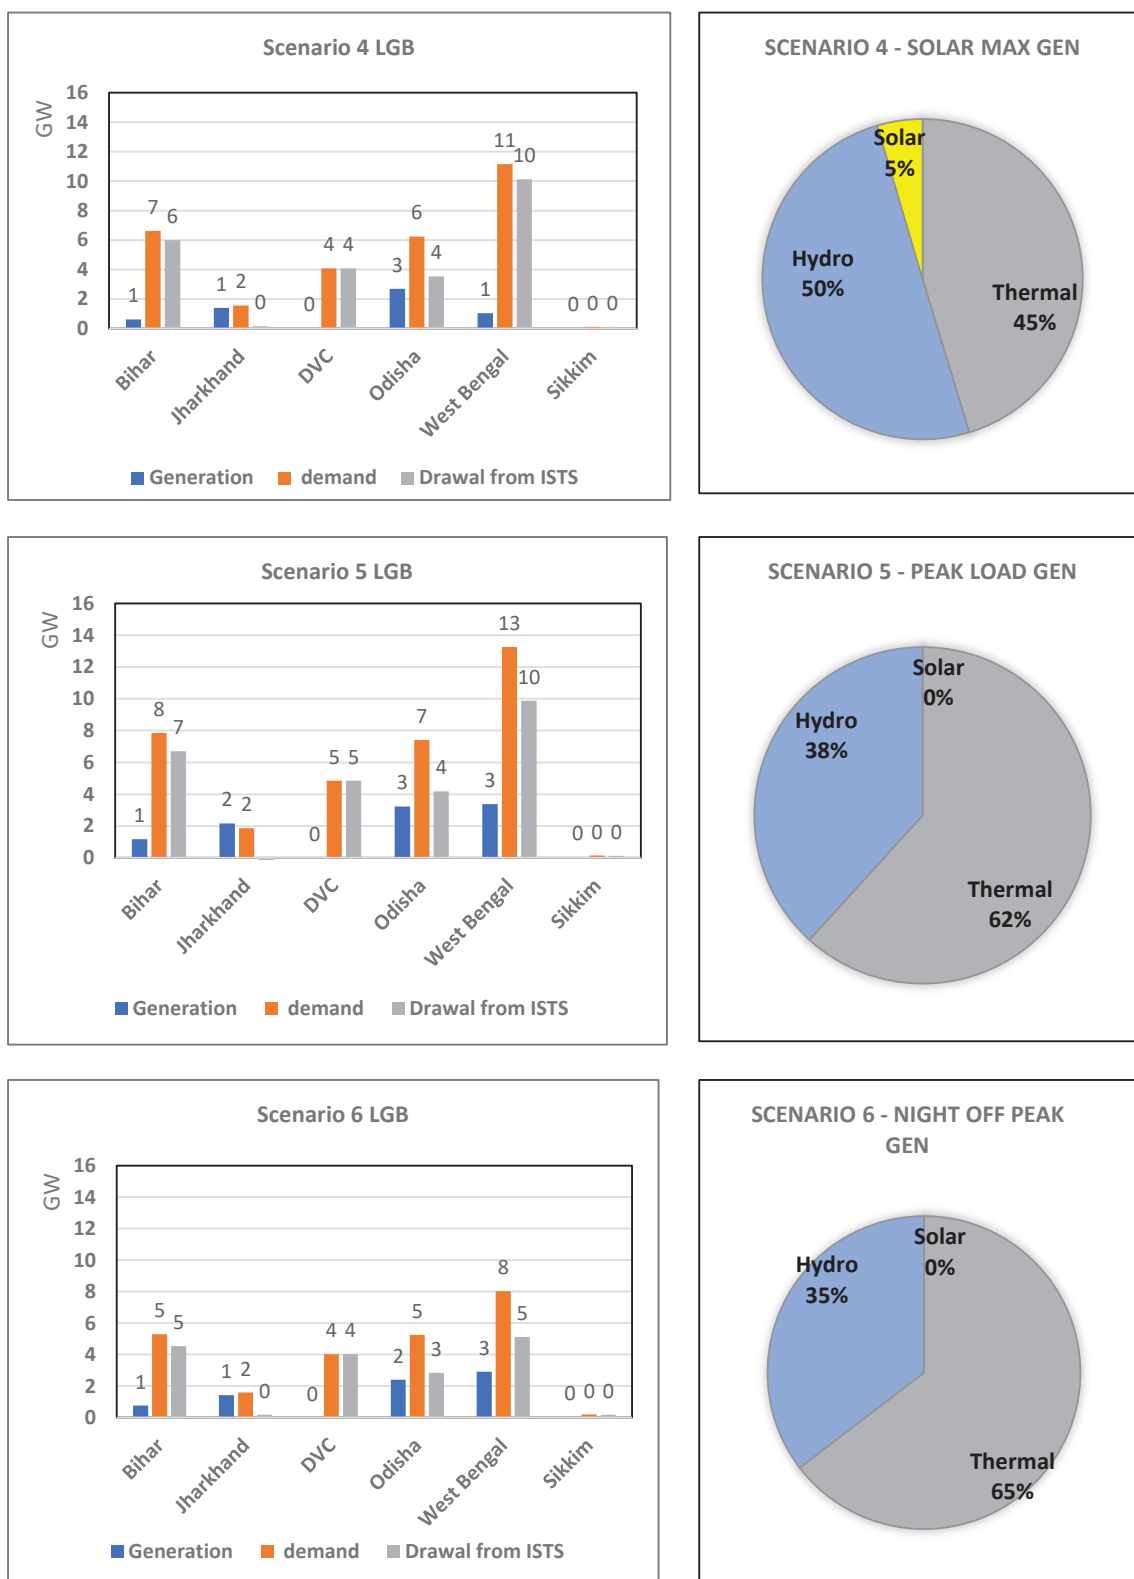 Scenario 4 LGB
GW
16
14
12
10
8
6
4
2
0
1 7 6
1 2 0
0 4 4
3 6 4
1 11 10
0 0 0
Bihar
Jharkhand
DVC
Odisha
West Bengal
Sikkim
Generation demand Drawal from ISTS
SCENARIO 4 - SOLAR MAX GEN
Solar
5%
Hydro
50%
Thermal
45%
Scenario 5 LGB
GW
16
14
12
10
8
6
4
2
0
1 8 7
2 2
0 5 5
3 7 4
3 13 10
0 0 0
Bihar
Jharkhand
DVC
Odisha
West Bengal
Sikkim
Generation demand Drawal from ISTS
SCENARIO 5 - PEAK LOAD GEN
Solar
0%
Hydro
38%
Thermal
62%
Scenario 6 LGB
GW
16
14
12
10
8
6
4
2
0
1 5 5
1 2 0
0 4 4
2 5 3
3 8 5
0 0 0
Bihar
Jharkhand
DVC
Odisha
West Bengal
Sikkim
Generation demand Drawal from ISTS
SCENARIO 6 - NIGHT OFF PEAK
GEN
Solar
0%
Hydro
35%
Thermal
65%